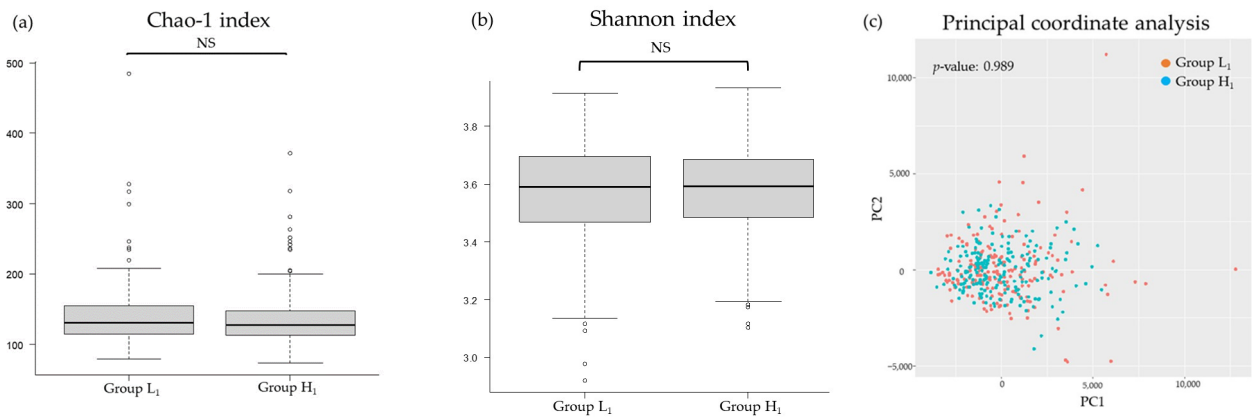 (a)
Chao-1 index
NS
500
400
300
200
100
Group L₁
Group H₁
(b)
Shannon index
NS
3.8
3.6
3.4
3.2
3.0
Group L₁
Group H₁
(c)
Principal coordinate analysis
p-value: 0.989
Group L₁
Group H₁
10,000
5,000
0
−5,000
PC2
0
5,000
10,000
PC1